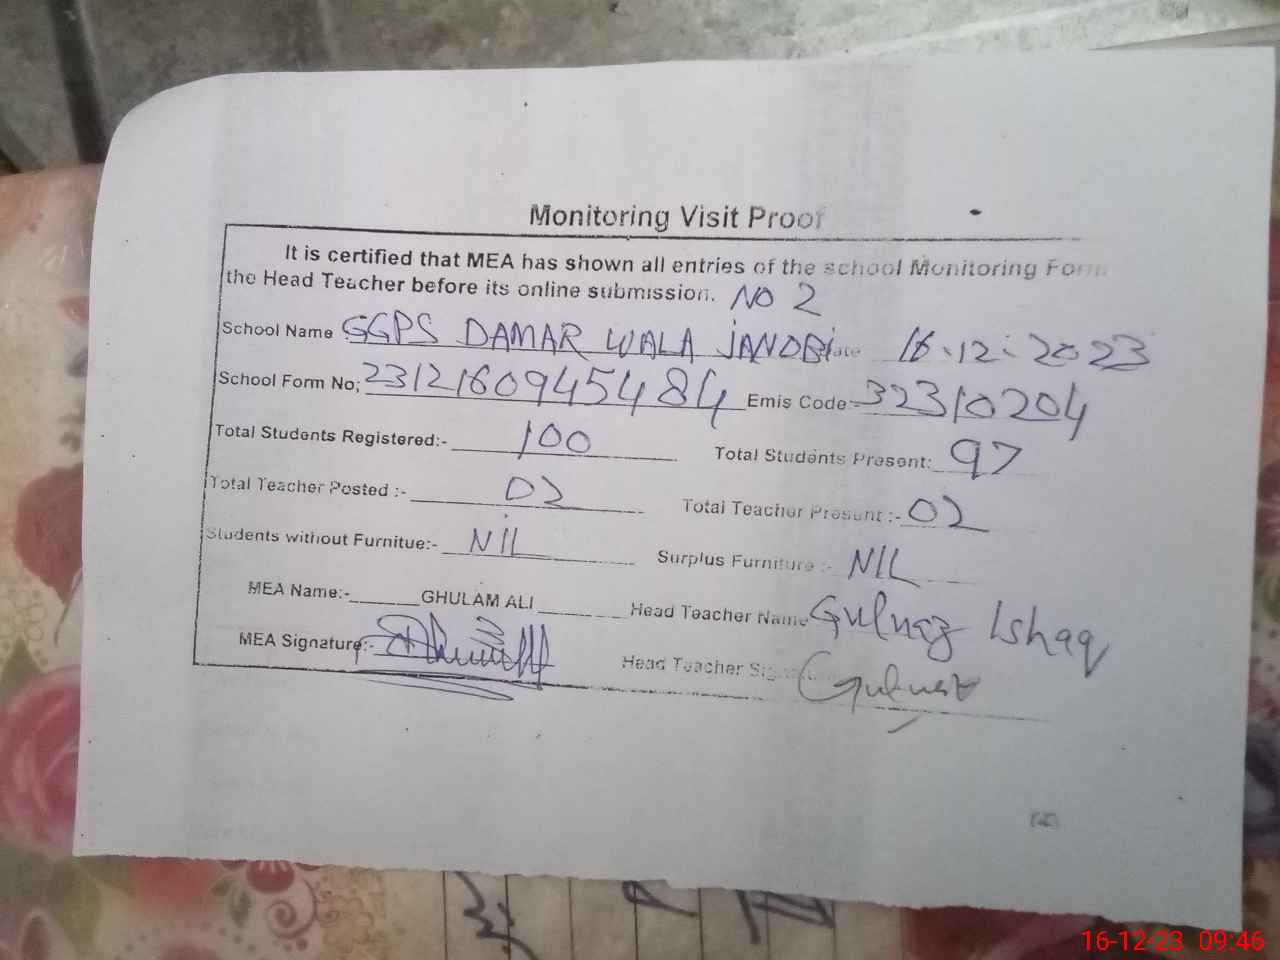 Monitoring Visit Proof
It is certified that MEA has shown all entries of the school Monitoring Form
the Head Teacher before its online submission. NO 2
School Name GGPS DAMAR WALA JANOBI Date 16.12.2023
School Form No; 23121609455484 Emis Code:- 32310204
Total Students Registered:- 100 Total Students Present: 97
Total Teacher Posted :- 02 Total Teacher Present :- 02
Students without Furnitue:- NIL Surplus Furniture :- NIL
MEA Name:- GHULAM ALI Head Teacher Name Gulnaz Ishaq
MEA Signature:- Head Teacher Signature Gulnaz
16-12-23 09:46